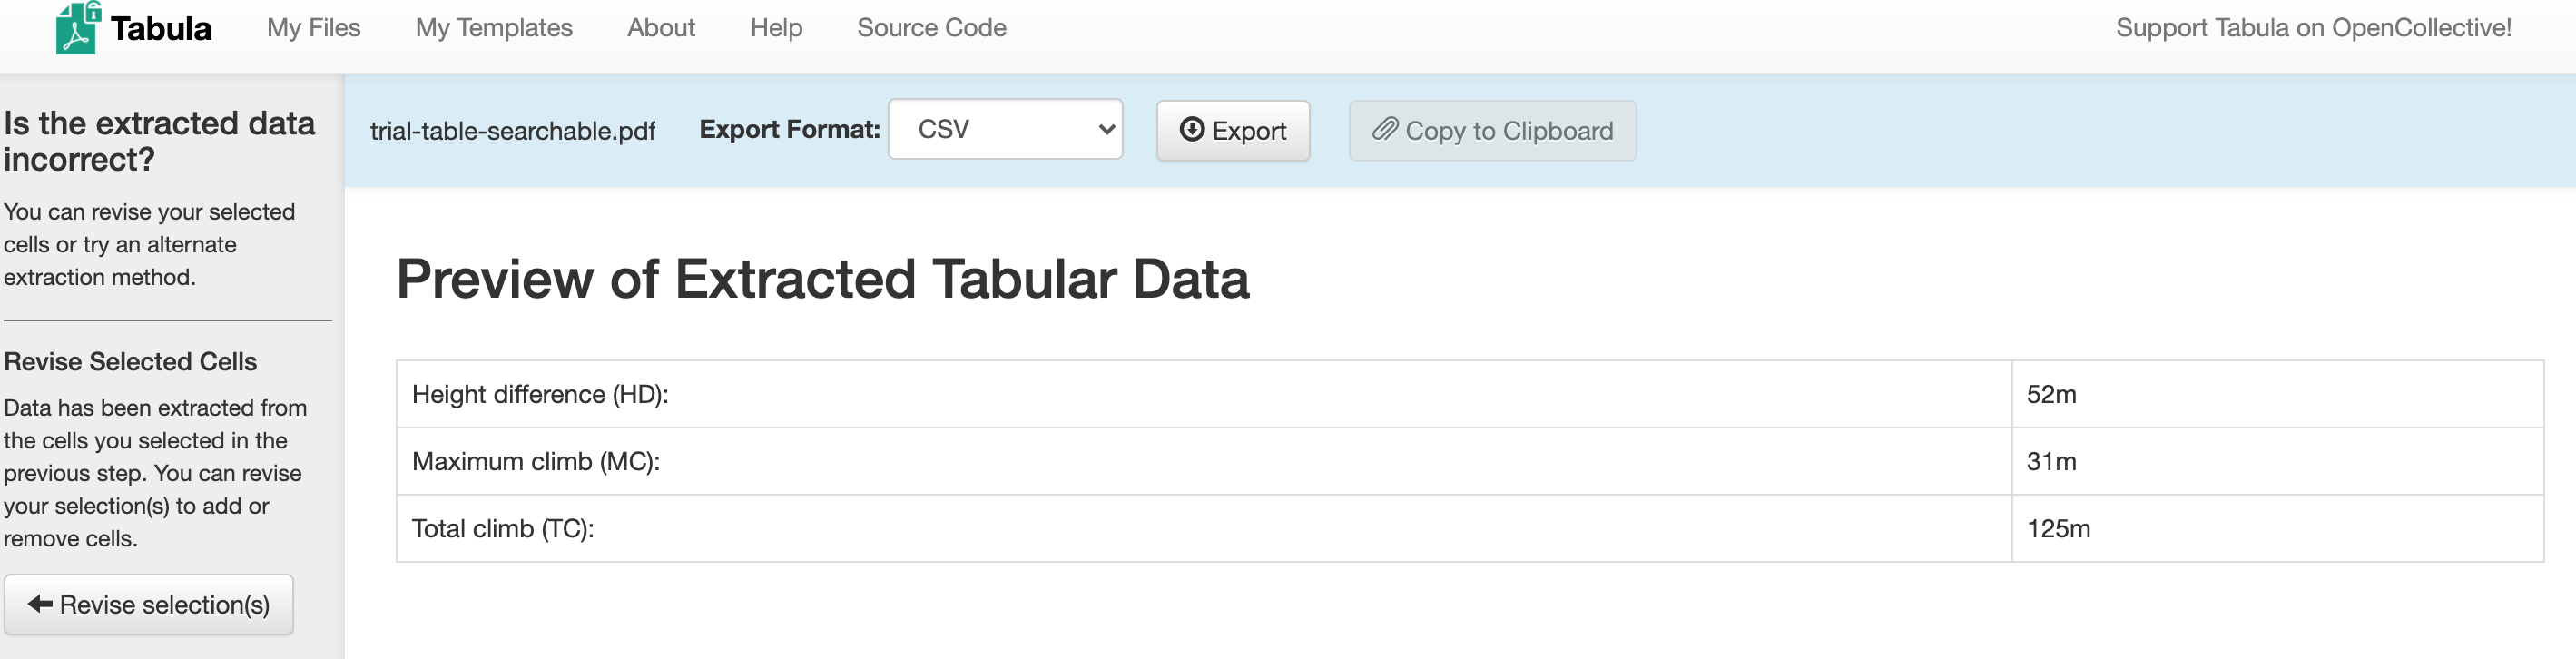 Tabula My Files My Templates About Help Source Code Support Tabula on OpenCollective!
Is the extracted data
incorrect?
You can revise your selected
cells or try an alternate
extraction method.
Revise Selected Cells
Data has been extracted from
the cells you selected in the
previous step. You can revise
your selection(s) to add or
remove cells.
Revise selection(s)
trial-table-searchable.pdf Export Format: CSV Export Copy to Clipboard
Preview of Extracted Tabular Data
Height difference (HD): 52m
Maximum climb (MC): 31m
Total climb (TC): 125m